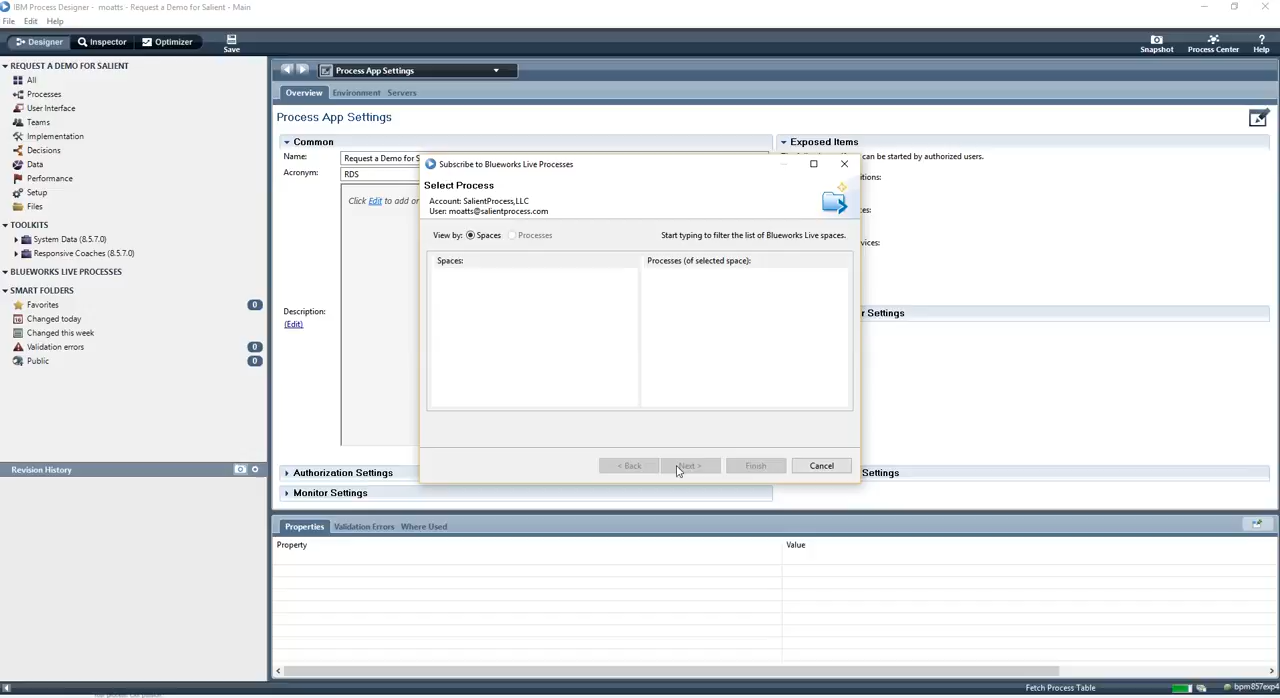 IBM Process Designer - moatts - Request a Demo for Salient - Main
File Edit Help
Designer Inspector Optimizer Save Snapshot Process Center Help
REQUEST A DEMO FOR SALIENT
All
Processes
User Interface
Teams
Implementation
Decisions
Data
Performance
Setup
Files
TOOLKITS
System Data (8.5.7.0)
Responsive Coaches (8.5.7.0)
BLUEWORKS LIVE PROCESSES
SMART FOLDERS
Favorites 0
Changed today
Changed this week
Validation errors 0
Public 0
Revision History
Process App Settings
Overview Environment Servers
Process App Settings
Common
Name: Request a Demo for S
Acronym: RDS
Click Edit to add or
Description:
(Edit)
Authorization Settings
Monitor Settings
Exposed Items
can be started by authorized users.
Settings
Settings
Subscribe to Blueworks Live Processes
Select Process
Account: SalientProcess,LLC
User: moatts@salientprocess.com
View by: Spaces Processes Start typing to filter the list of Blueworks Live spaces.
Spaces: Processes (of selected space):
< Back Next > Finish Cancel
Properties Validation Errors Where Used
Property Value
Fetch Process Table